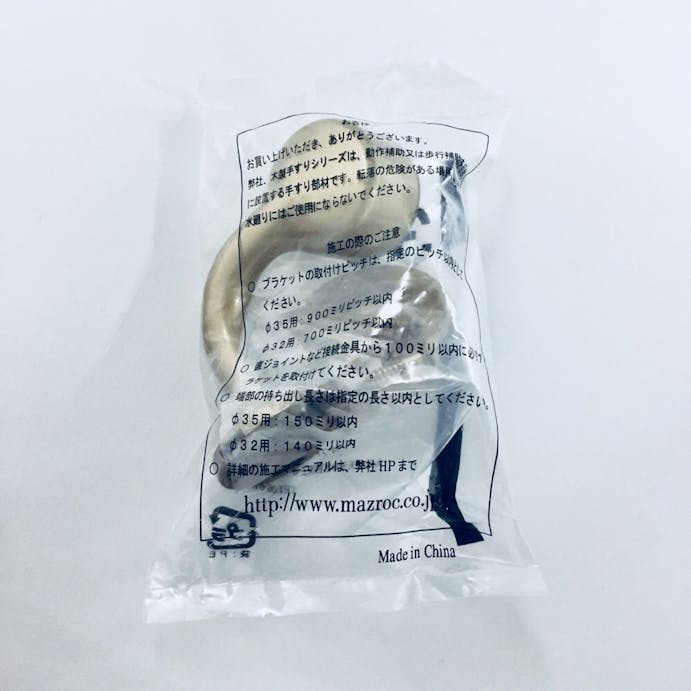 お買い上げいただき、ありがとうございます。
弊社、木製手すりシリーズは、動作補助又は歩行補助
に設置する手すり部材です。転落の危険がある場所
水廻りにはご使用にならないでください。
施工の際のご注意
○ ブラケットの取付けピッチは、指定のピッチ以内として
ください。
φ35用：900ミリピッチ以内
φ32用：700ミリピッチ以内
○ 直ジョイントなど接続金具から100ミリ以内に必ず
ラケットを取付けてください。
○ 端部の持ち出し長さは指定の長さ以内としてください。
φ35用：150ミリ以内
φ32用：140ミリ以内
○ 詳細の施工マニュアルは、弊社HPまで
http://www.mazroc.co.jp
プラ
袋：PE
Made in China